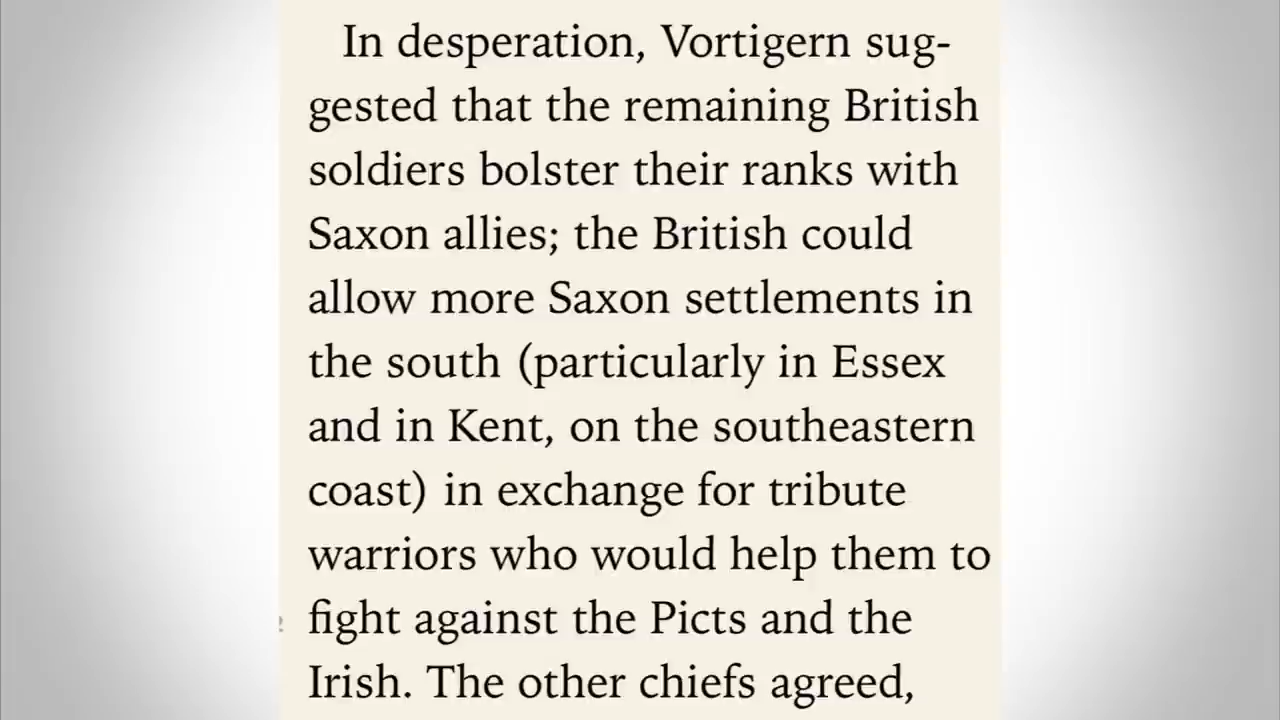 In desperation, Vortigern sug-
gested that the remaining British
soldiers bolster their ranks with
Saxon allies; the British could
allow more Saxon settlements in
the south (particularly in Essex
and in Kent, on the southeastern
coast) in exchange for tribute
warriors who would help them to
fight against the Picts and the
Irish. The other chiefs agreed,